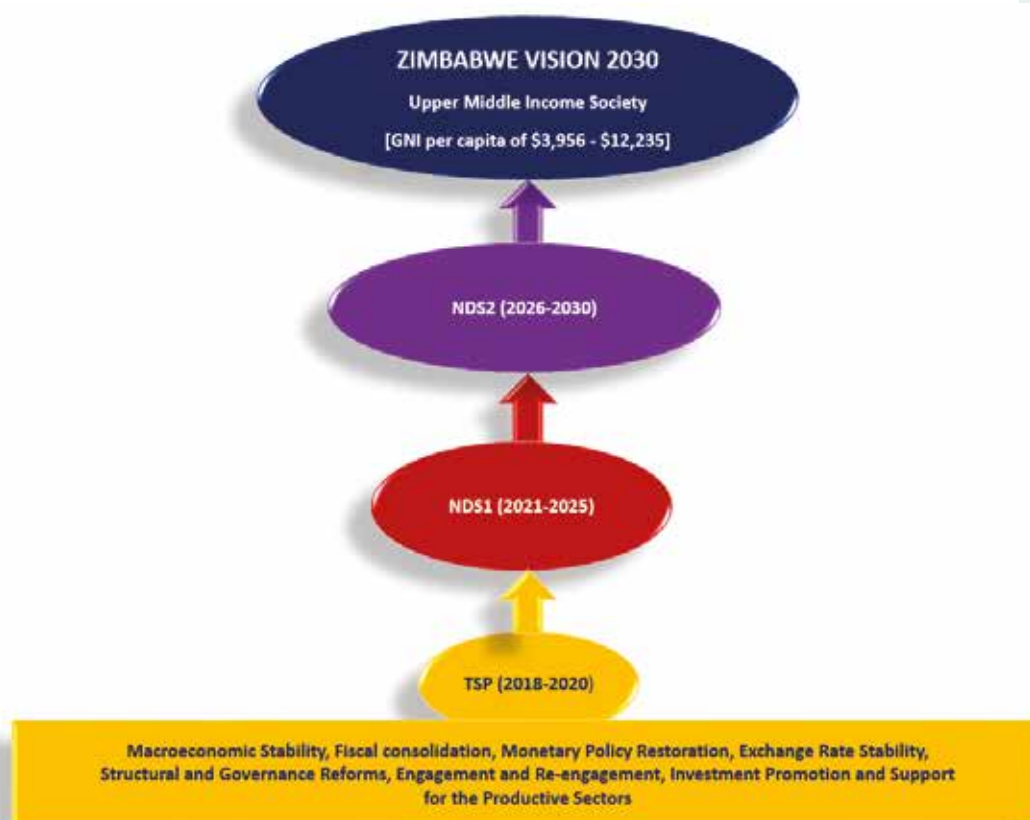 ZIMBABWE VISION 2030
Upper Middle Income Society
[GNI per capita of $3,956 - $12,235]
NDS2 (2026-2030)
NDS1 (2021-2025)
TSP (2018-2020)
Macroeconomic Stability, Fiscal consolidation, Monetary Policy Restoration, Exchange Rate Stability,
Structural and Governance Reforms, Engagement and Re-engagement, Investment Promotion and Support
for the Productive Sectors